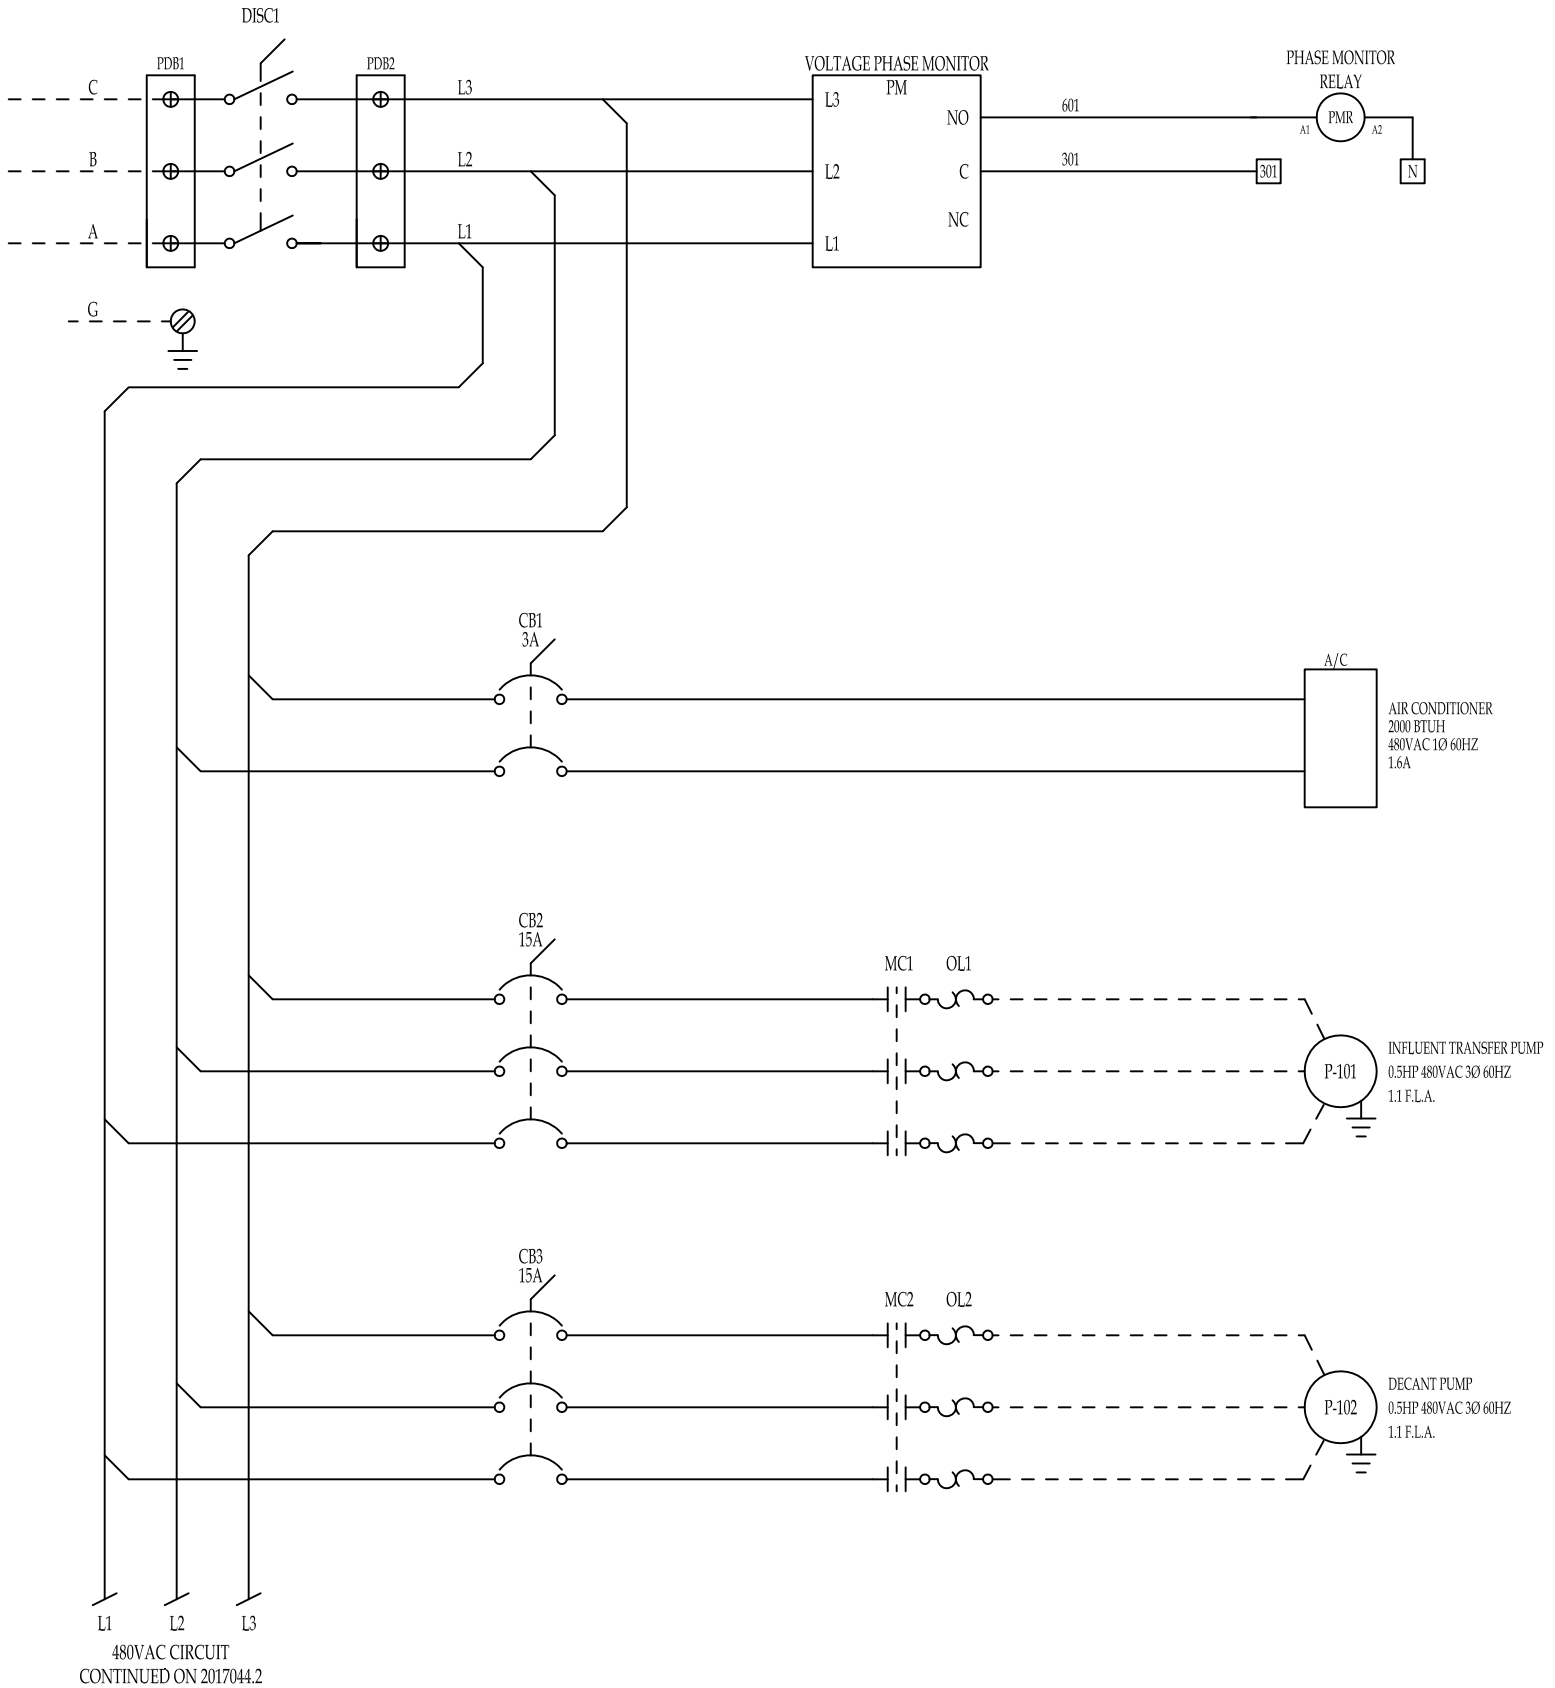 DISC1
PDB1
PDB2
VOLTAGE PHASE MONITOR
PM
PHASE MONITOR
RELAY
C
L3
L3
NO
601
A1
PMR
A2
B
L2
L2
C
301
301
N
A
L1
L1
NC
G
CB1
3A
A/C
AIR CONDITIONER
2000 BTUH
480VAC 1Ø 60HZ
1.6A
CB2
15A
MC1
OL1
P-101
INFLUENT TRANSFER PUMP
0.5HP 480VAC 3Ø 60HZ
1.1 F.L.A.
CB3
15A
MC2
OL2
P-102
DECANT PUMP
0.5HP 480VAC 3Ø 60HZ
1.1 F.L.A.
L1
L2
L3
480VAC CIRCUIT
CONTINUED ON 2017044.2